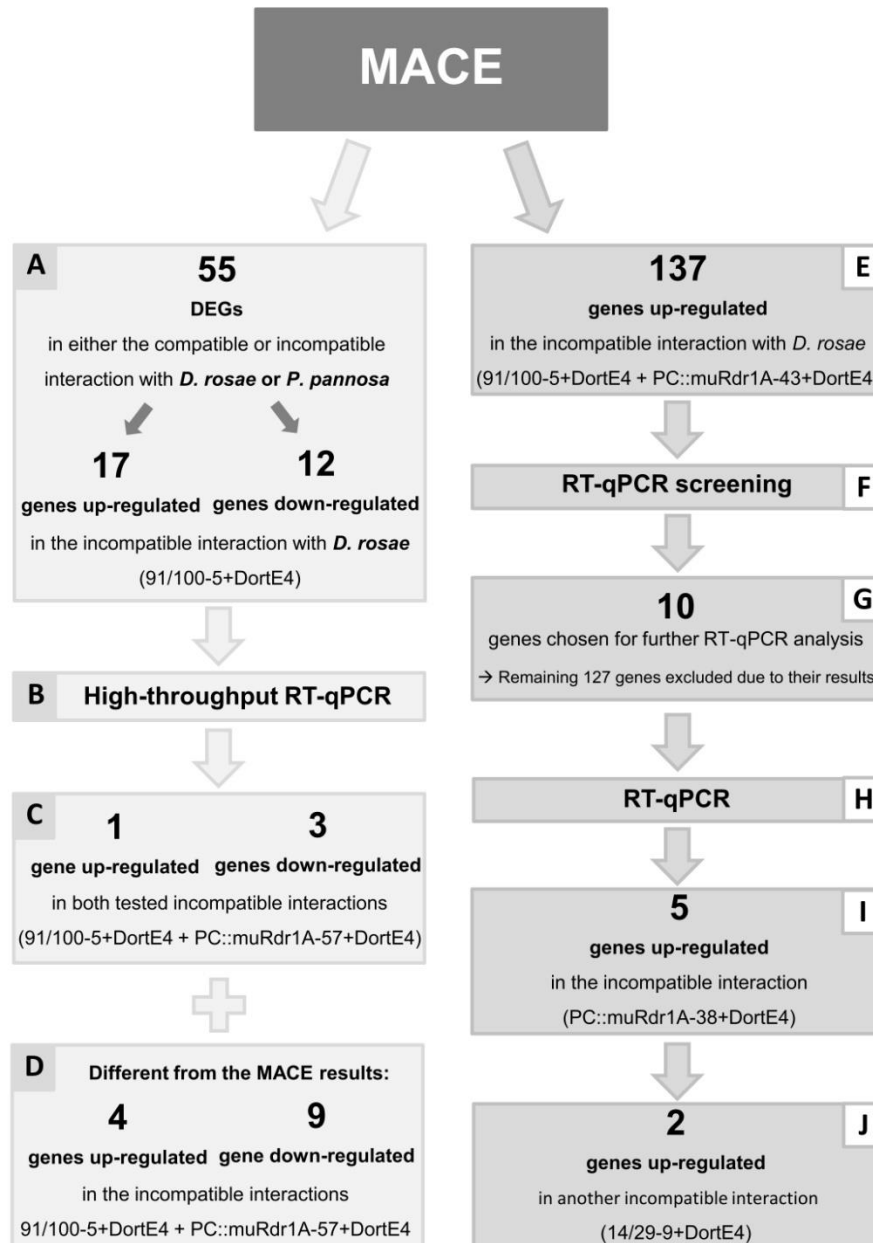 MACE
A
55
DEGs
in either the compatible or incompatible
interaction with D. rosae or P. pannosa
17 12
genes up-regulated genes down-regulated
in the incompatible interaction with D. rosae
(91/100-5+DortE4)
B High-throughput RT-qPCR
C
1 3
gene up-regulated genes down-regulated
in both tested incompatible interactions
(91/100-5+DortE4 + PC::muRdr1A-57+DortE4)
D Different from the MACE results:
4 9
genes up-regulated gene down-regulated
in the incompatible interactions
91/100-5+DortE4 + PC::muRdr1A-57+DortE4
137 E
genes up-regulated
in the incompatible interaction with D. rosae
(91/100-5+DortE4 + PC::muRdr1A-43+DortE4
RT-qPCR screening F
10 G
genes chosen for further RT-qPCR analysis
→ Remaining 127 genes excluded due to their results
RT-qPCR H
5 I
genes up-regulated
in the incompatible interaction
(PC::muRdr1A-38+DortE4)
2 J
genes up-regulated
in another incompatible interaction
(14/29-9+DortE4)